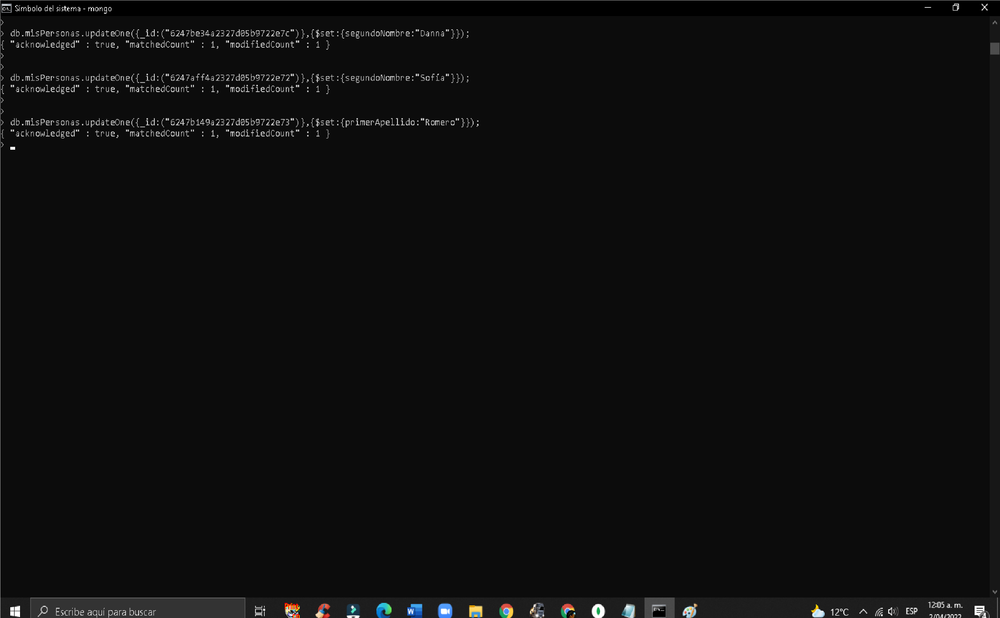 Símbolo del sistema - mongo
>
> db.misPersonas.updateOne({_id:("6247be34a2327d05b9722e7c")},{$set:{segundoNombre:"Danna"}});
{ "acknowledged" : true, "matchedCount" : 1, "modifiedCount" : 1 }
>
>
> db.misPersonas.updateOne({_id:("6247aff4a2327d05b9722e72")},{$set:{segundoNombre:"Sofía"}});
{ "acknowledged" : true, "matchedCount" : 1, "modifiedCount" : 1 }
>
>
> db.misPersonas.updateOne({_id:("6247b149a2327d05b9722e73")},{$set:{primerApellido:"Romero"}});
{ "acknowledged" : true, "matchedCount" : 1, "modifiedCount" : 1 }
>
Escribe aquí para buscar
12°C
ESP
12:05 a. m.
2/04/2022
4